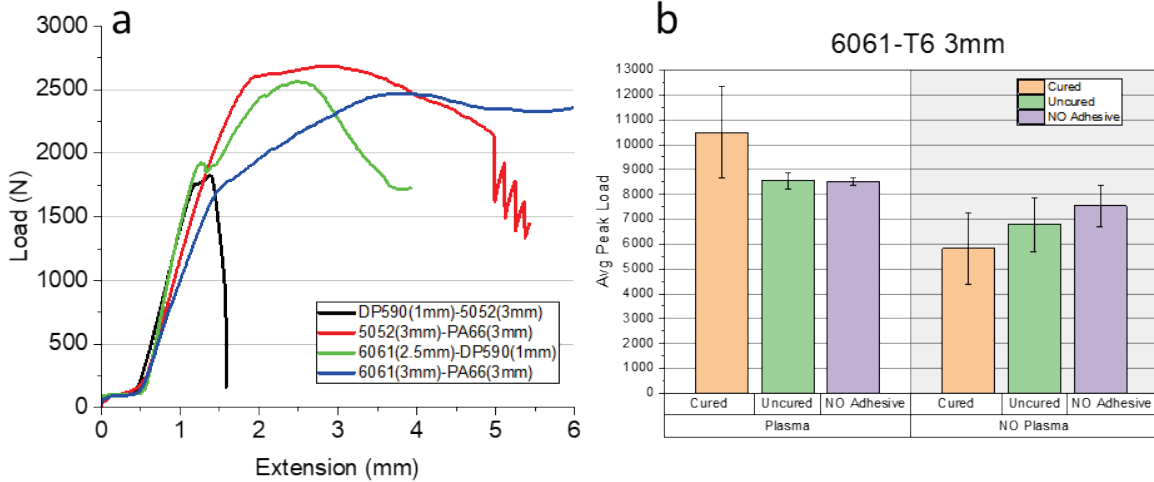 a
3000
2500
2000
1500
1000
500
0
Load (N)
0 1 2 3 4 5 6
Extension (mm)
DP590(1mm)-5052(3mm)
5052(3mm)-PA66(3mm)
6061(2.5mm)-DP590(1mm)
6061(3mm)-PA66(3mm)
b
6061-T6 3mm
13000
12000
11000
10000
9000
8000
7000
6000
5000
4000
3000
2000
1000
0
Avg Peak Load
Cured
Uncured
NO Adhesive
Cured Uncured NO Adhesive Cured Uncured NO Adhesive
Plasma NO Plasma